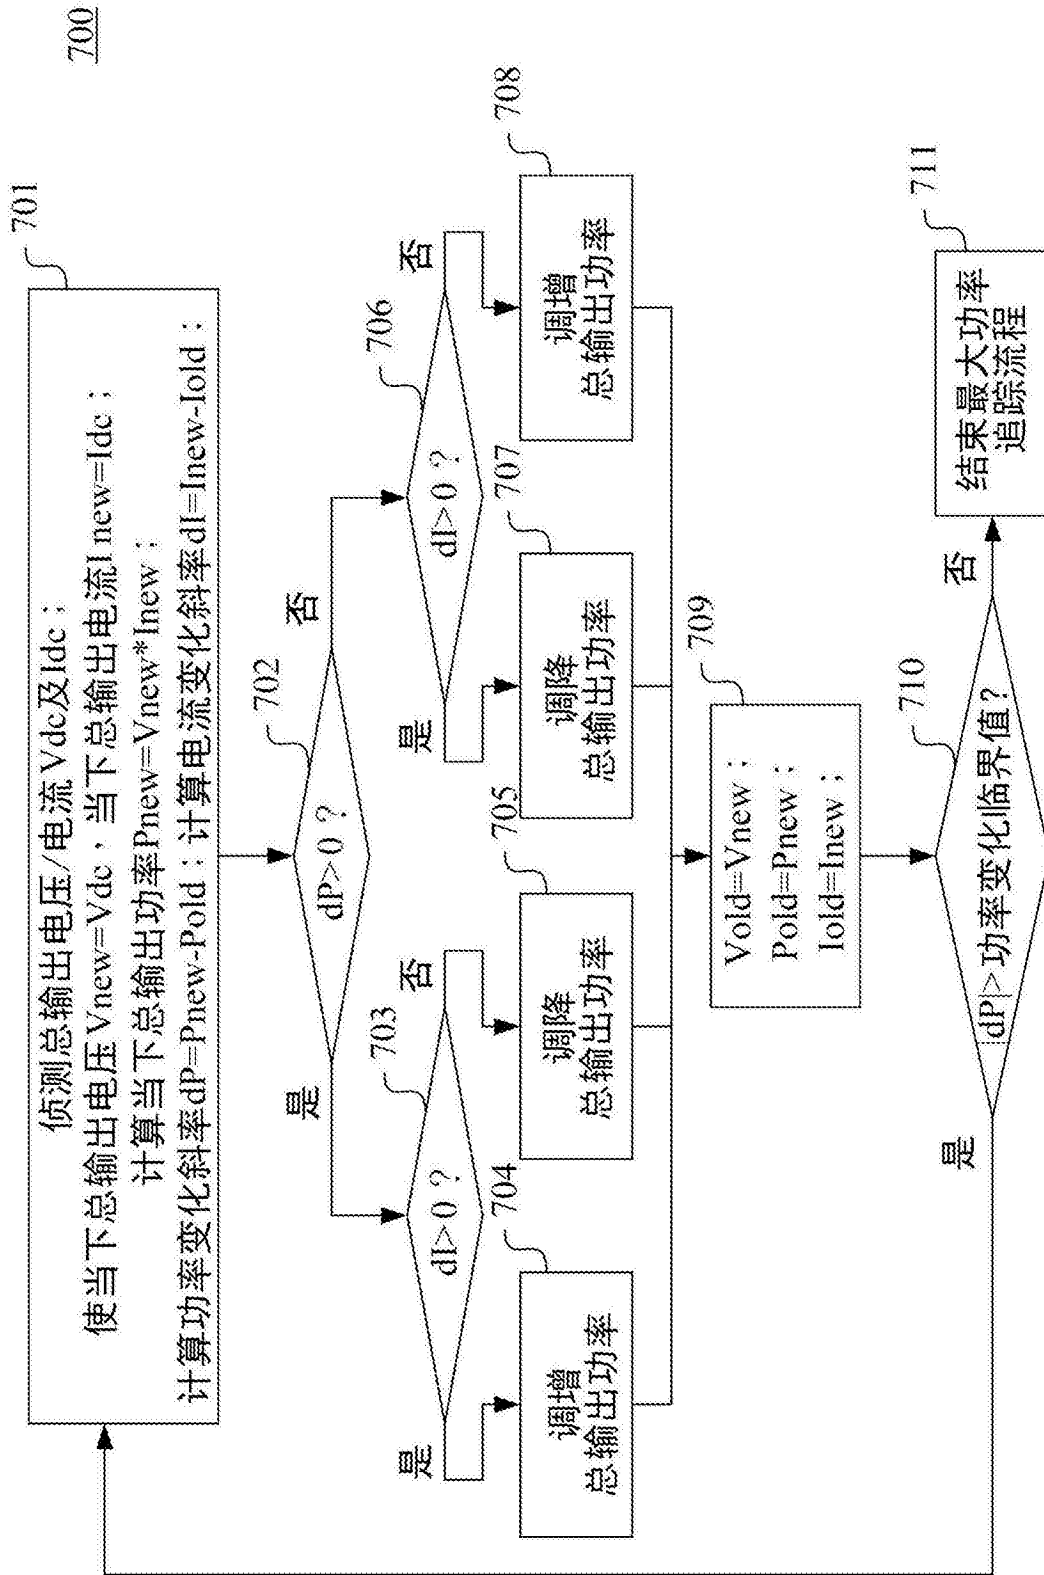 700
701
侦测总输出电压/电流Vdc及Idc；
使当下总输出电压Vnew=Vdc，当下总输出电流Inew=Idc；
计算当下总输出功率Pnew=Vnew*Inew；
计算功率变化斜率dP=Pnew-Pold；计算电流变化斜率dI=Inew-Iold；
702
dP>0？
是
否
703
dI>0？
706
dI>0？
是
否
是
否
704
调增
总输出功率
705
调降
总输出功率
707
调降
总输出功率
708
调增
总输出功率
709
Vold=Vnew；
Pold=Pnew；
Iold=Inew；
710
|dP|>功率变化临界值?
是
否
711
结束最大功率
追踪流程